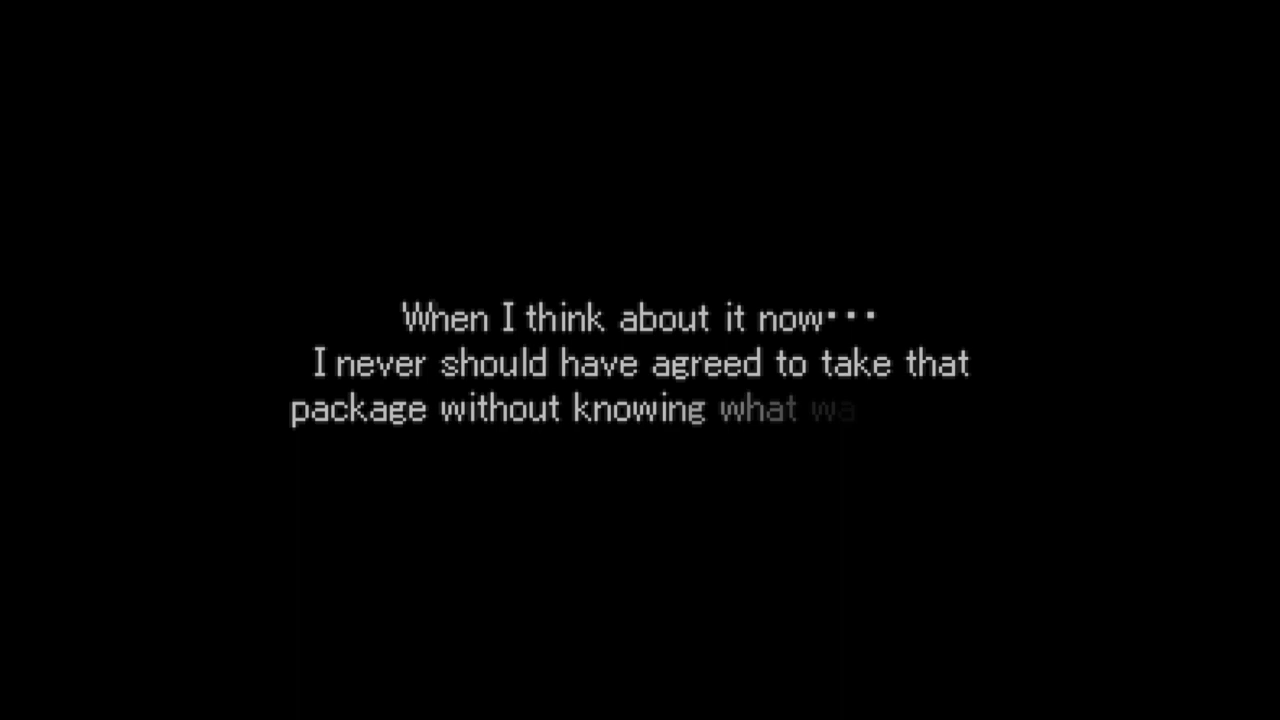 When I think about it now･･･
I never should have agreed to take that
package without knowing what wa